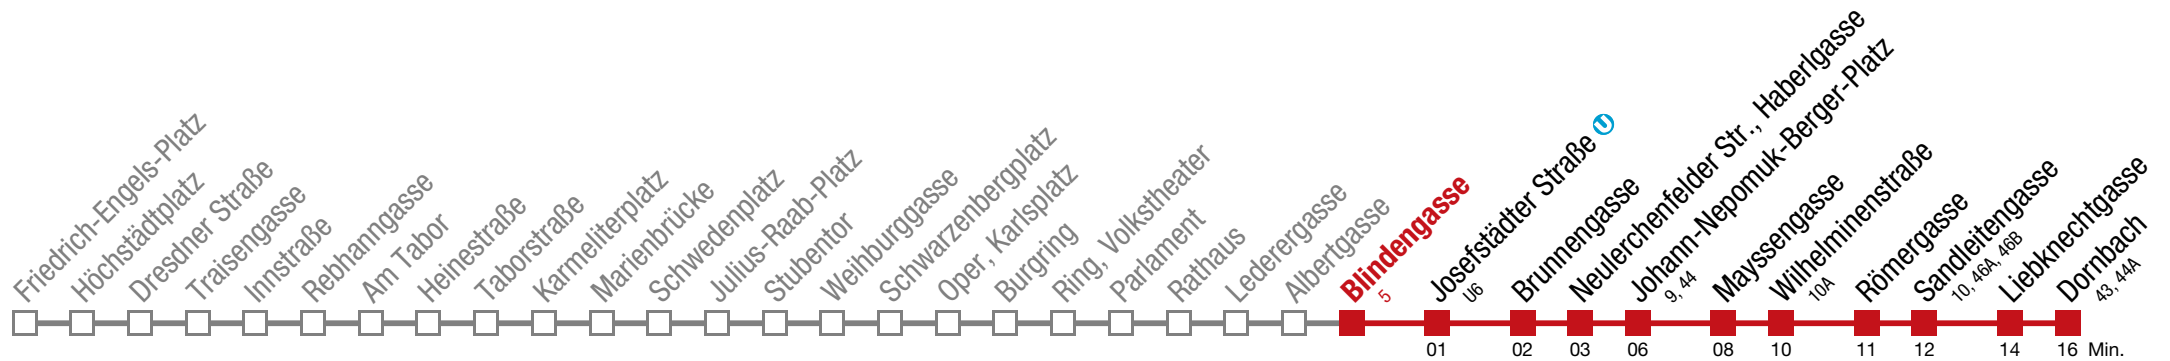 Friedrich-Engels-Platz
Höchstädtplatz
Dresdner Straße
Traisengasse
Innstraße
Rebhanngasse
Am Tabor
Heinestraße
Taborstraße
Karmeliterplatz
Marienbrücke
Schwedenplatz
Julius-Raab-Platz
Stubentor
Weihburggasse
Schwarzenbergplatz
Oper, Karlsplatz
Burgring
Ring, Volkstheater
Parlament
Rathaus
Lederergasse
Albertgasse
Blindengasse
5
Josefstädter Straße U
U6
Brunnengasse
Neulerchenfelder Str., Haberlgasse
Johann-Nepomuk-Berger-Platz
9, 44
Mayssengasse
Wilhelminenstraße
10A
Römergasse
Sandleitengasse
10, 46A, 46B
Liebknechtgasse
Dornbach
43, 44A
01 02 03 06 08 10 11 12 14 16 Min.